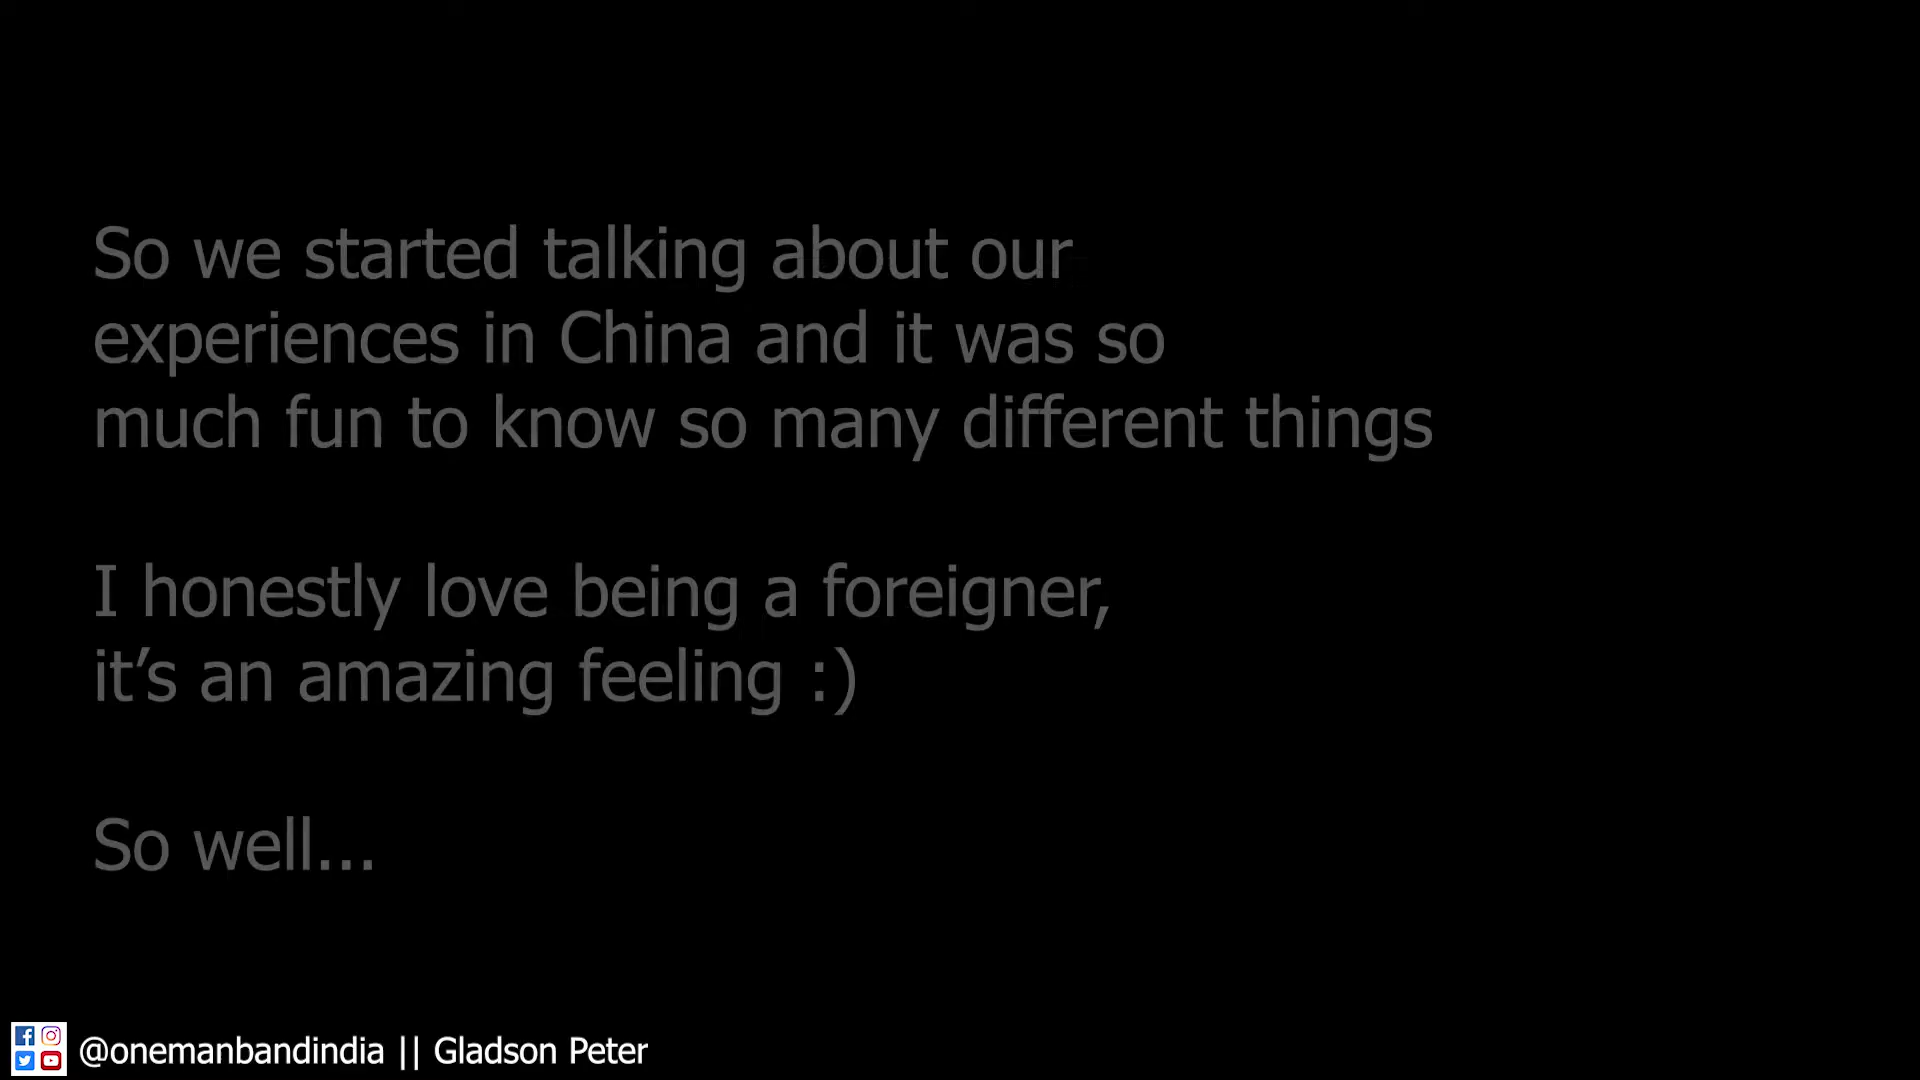 So we started talking about our
experiences in China and it was so
much fun to know so many different things
I honestly love being a foreigner,
it’s an amazing feeling :)
So well...
@onemanbandindia || Gladson Peter